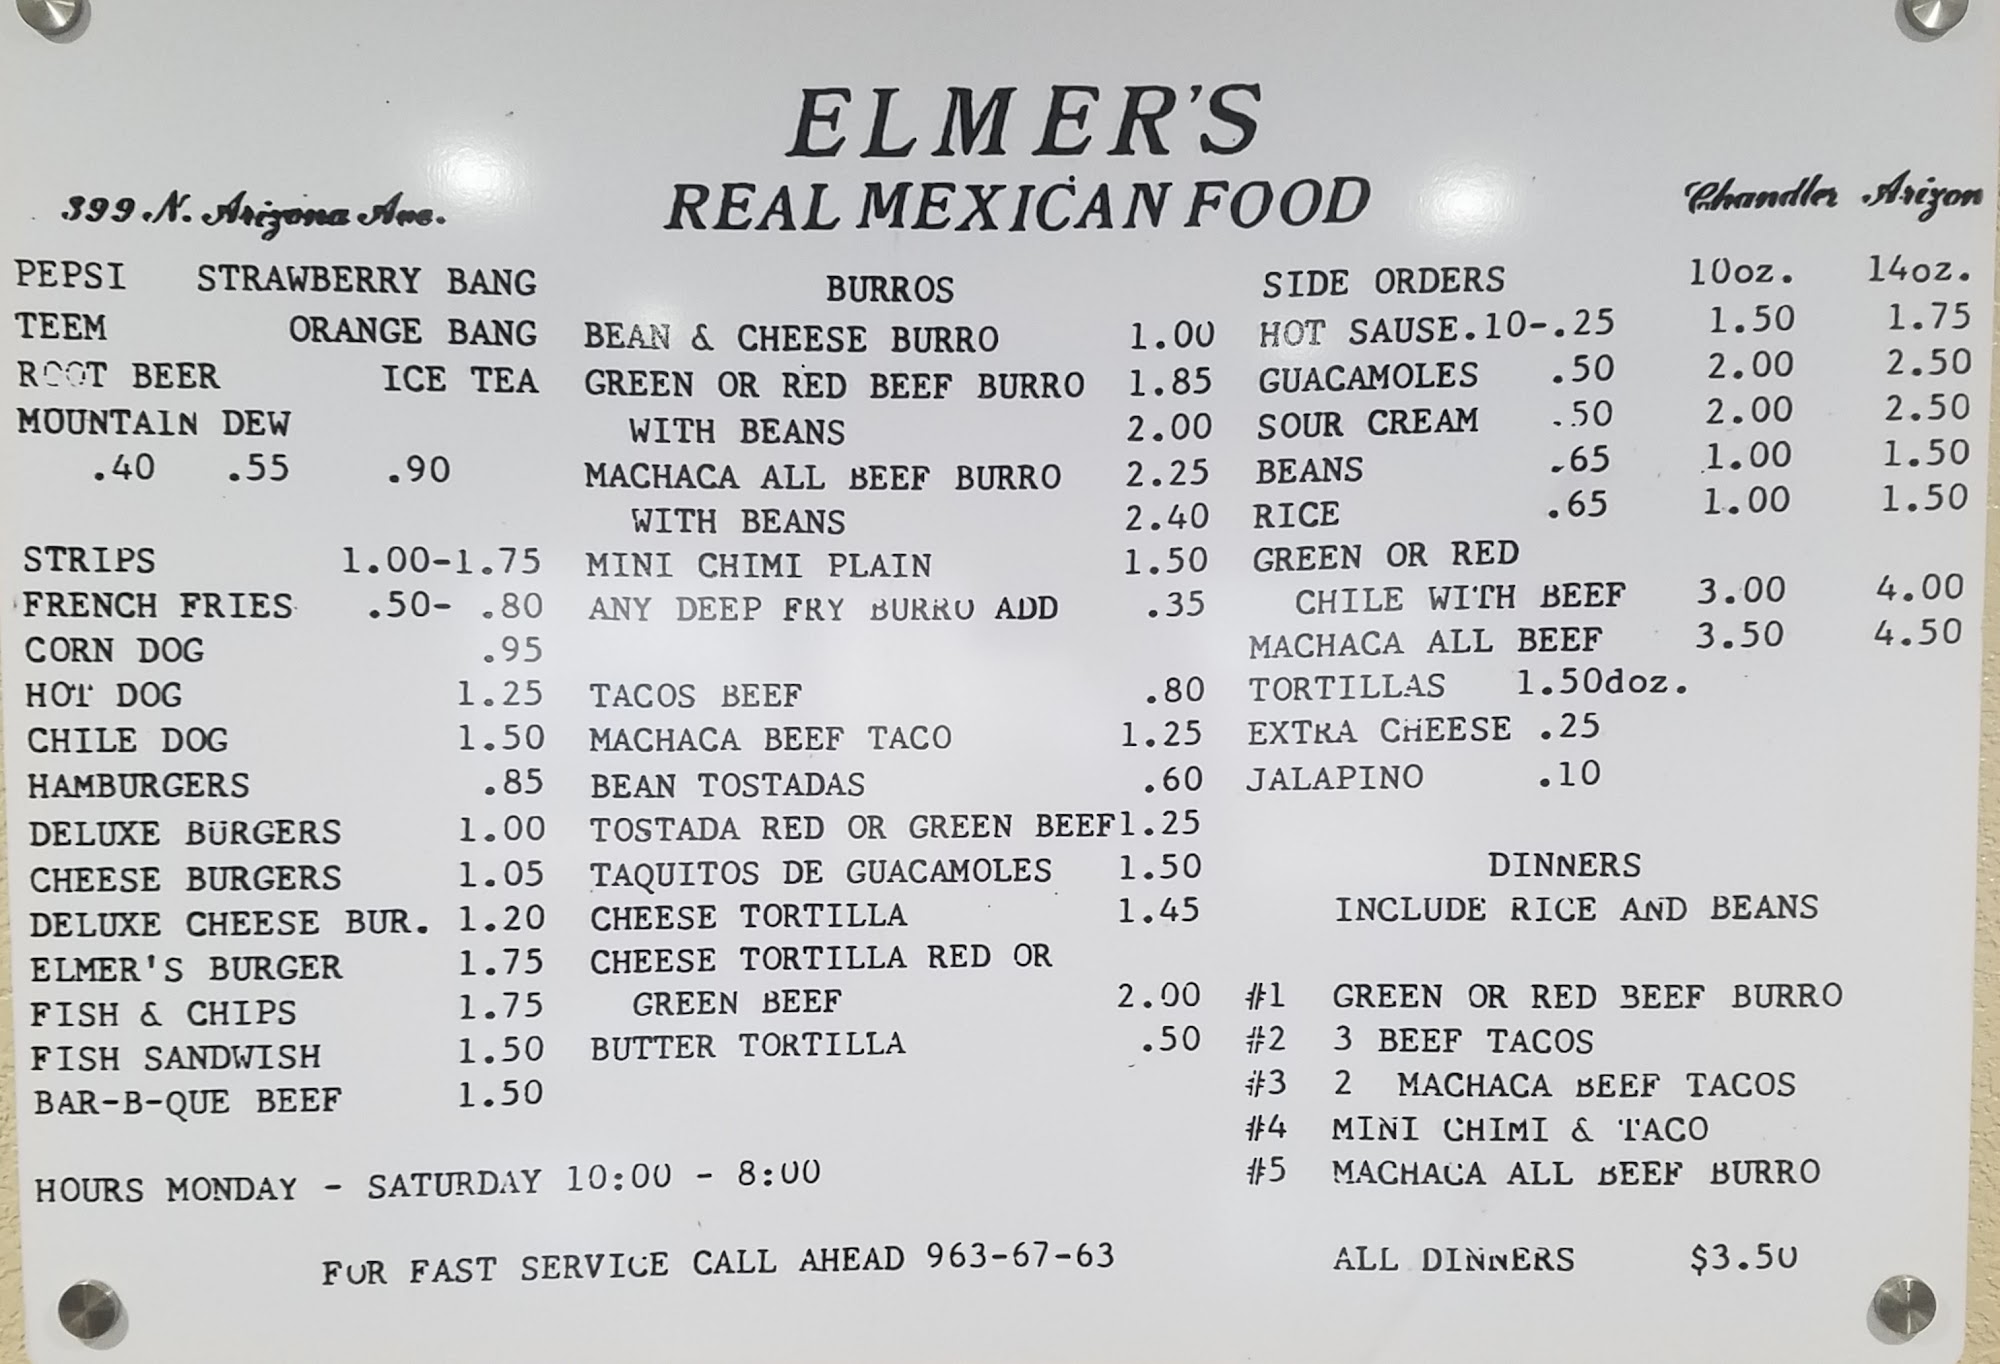 ELMER'S
REAL MEXICAN FOOD
399 N. Arizona Ave.
Chandler Arizon
PEPSI STRAWBERRY BANG
TEEM ORANGE BANG
ROOT BEER ICE TEA
MOUNTAIN DEW
.40 .55 .90
STRIPS 1.00-1.75
FRENCH FRIES .50- .80
CORN DOG .95
HOT DOG 1.25
CHILE DOG 1.50
HAMBURGERS .85
DELUXE BURGERS 1.00
CHEESE BURGERS 1.05
DELUXE CHEESE BUR. 1.20
ELMER'S BURGER 1.75
FISH & CHIPS 1.75
FISH SANDWISH 1.50
BAR-B-QUE BEEF 1.50
BURROS
BEAN & CHEESE BURRO 1.00
GREEN OR RED BEEF BURRO 1.85
WITH BEANS 2.00
MACHACA ALL BEEF BURRO 2.25
WITH BEANS 2.40
MINI CHIMI PLAIN 1.50
ANY DEEP FRY BURRO ADD .35
TACOS BEEF .80
MACHACA BEEF TACO 1.25
BEAN TOSTADAS .60
TOSTADA RED OR GREEN BEEF 1.25
TAQUITOS DE GUACAMOLES 1.50
CHEESE TORTILLA 1.45
CHEESE TORTILLA RED OR
GREEN BEEF 2.00
BUTTER TORTILLA .50
SIDE ORDERS 10oz. 14oz.
HOT SAUSE .10-.25 1.50 1.75
GUACAMOLES .50 2.00 2.50
SOUR CREAM .50 2.00 2.50
BEANS .65 1.00 1.50
RICE .65 1.00 1.50
GREEN OR RED
CHILE WITH BEEF 3.00 4.00
MACHACA ALL BEEF 3.50 4.50
TORTILLAS 1.50doz.
EXTRA CHEESE .25
JALAPINO .10
DINNERS
INCLUDE RICE AND BEANS
#1 GREEN OR RED BEEF BURRO
#2 3 BEEF TACOS
#3 2 MACHACA BEEF TACOS
#4 MINI CHIMI & TACO
#5 MACHACA ALL BEEF BURRO
ALL DINNERS $3.50
HOURS MONDAY - SATURDAY 10:00 - 8:00
FOR FAST SERVICE CALL AHEAD 963-67-63